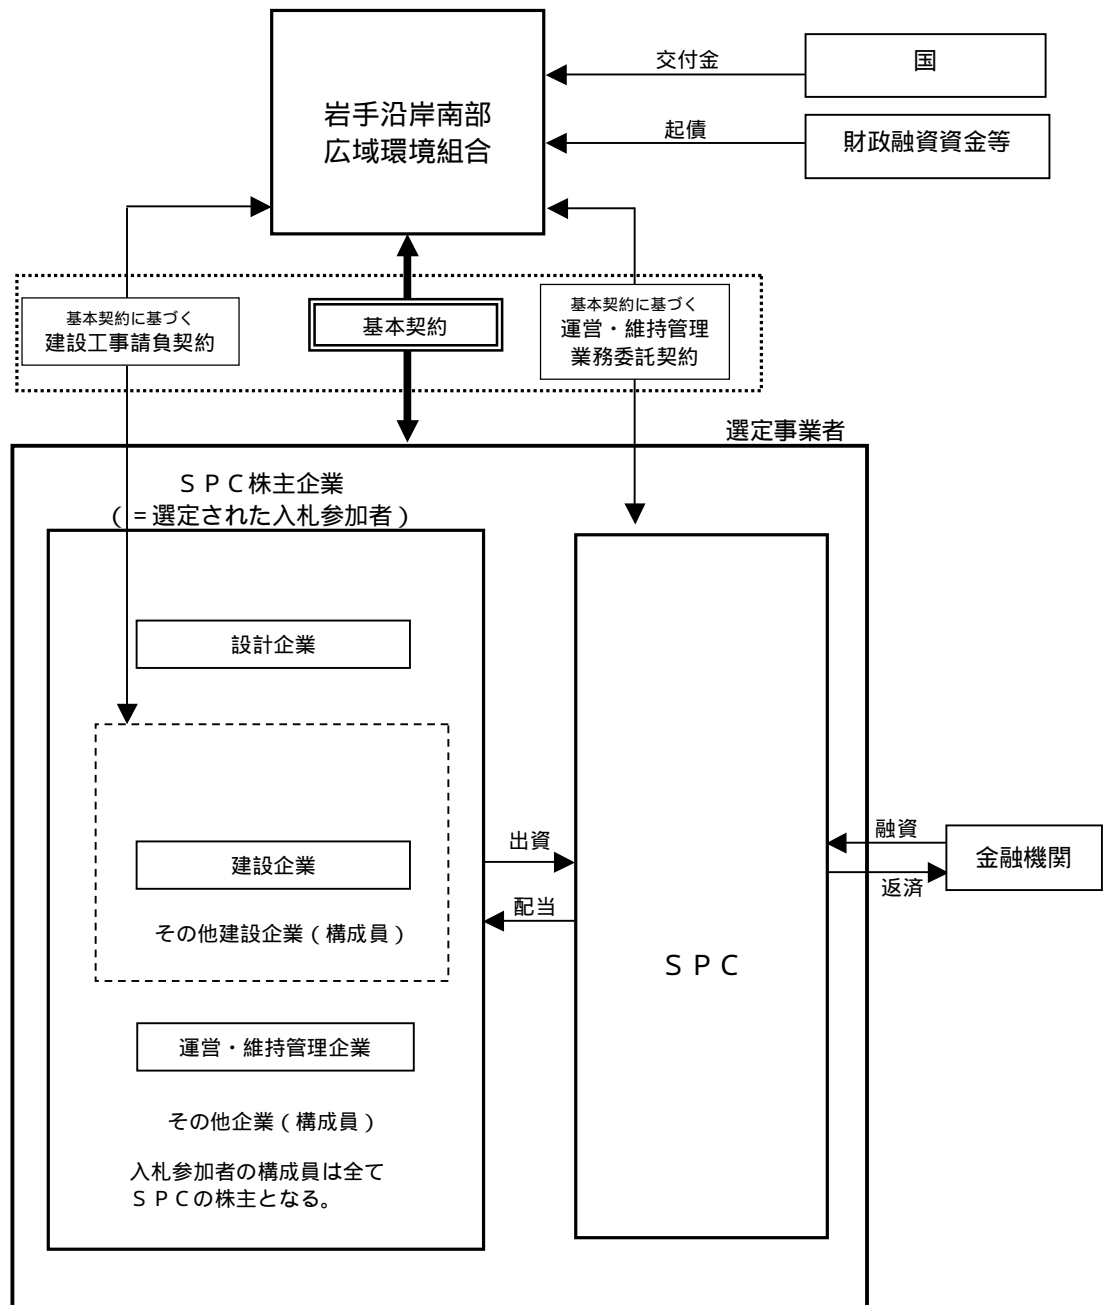 交付金
国
岩手沿岸南部
広域環境組合
起債
財政融資資金等
基本契約に基づく
建設工事請負契約
基本契約
基本契約に基づく
運営・維持管理
業務委託契約
選定事業者
ＳＰＣ株主企業
（＝選定された入札参加者）
設計企業
建設企業
その他建設企業（構成員）
運営・維持管理企業
その他企業（構成員）
入札参加者の構成員は全て
ＳＰＣの株主となる。
出資
配当
ＳＰＣ
融資
返済
金融機関